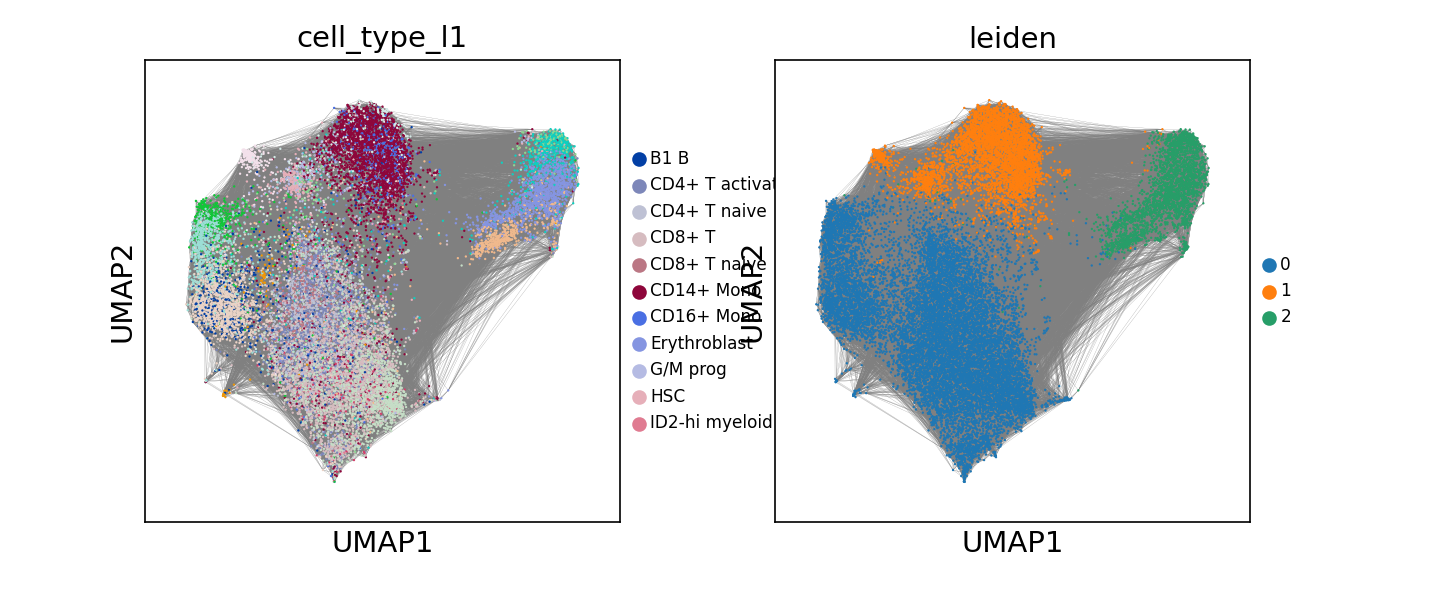 cell_type_l1
leiden
UMAP2
UMAP1
B1 B
CD4+ T activat
CD4+ T naive
CD8+ T
CD8+ T naive
CD14+ Mono
CD16+ Mono
Erythroblast
G/M prog
HSC
ID2-hi myeloid
UMAP2
UMAP1
0
1
2